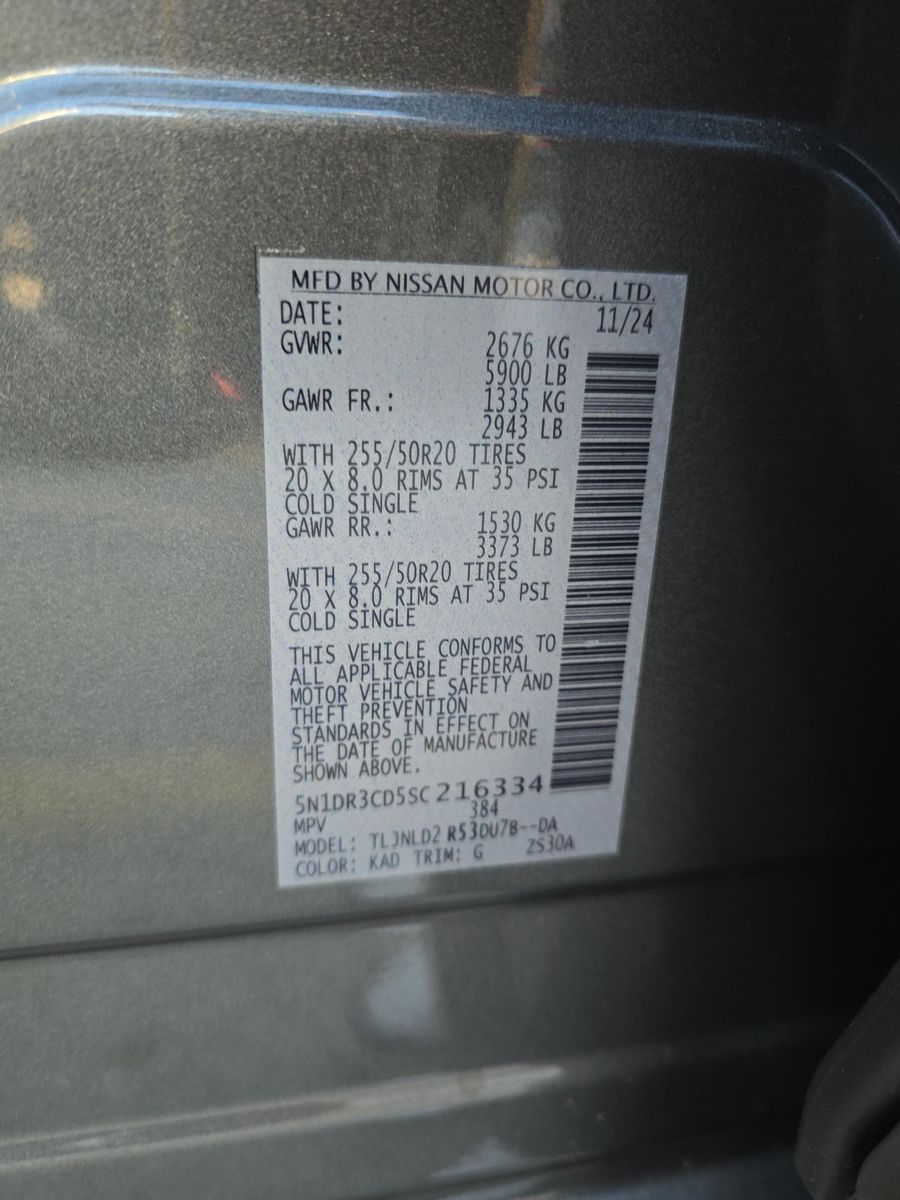 MFD BY NISSAN MOTOR CO., LTD.
DATE: 11/24
GVWR: 2676 KG
5900 LB
GAWR FR.: 1335 KG
2943 LB
WITH 255/50R20 TIRES
20 X 8.0 RIMS AT 35 PSI
COLD SINGLE
GAWR RR.: 1530 KG
3373 LB
WITH 255/50R20 TIRES
20 X 8.0 RIMS AT 35 PSI
COLD SINGLE
THIS VEHICLE CONFORMS TO
ALL APPLICABLE FEDERAL
MOTOR VEHICLE SAFETY AND
THEFT PREVENTION
STANDARDS IN EFFECT ON
THE DATE OF MANUFACTURE
SHOWN ABOVE.
5N1DR3CD5SC216334
MPV 384
MODEL: TLJNLD2 R53DU7B--DA
COLOR: KAD TRIM: G ZS30A